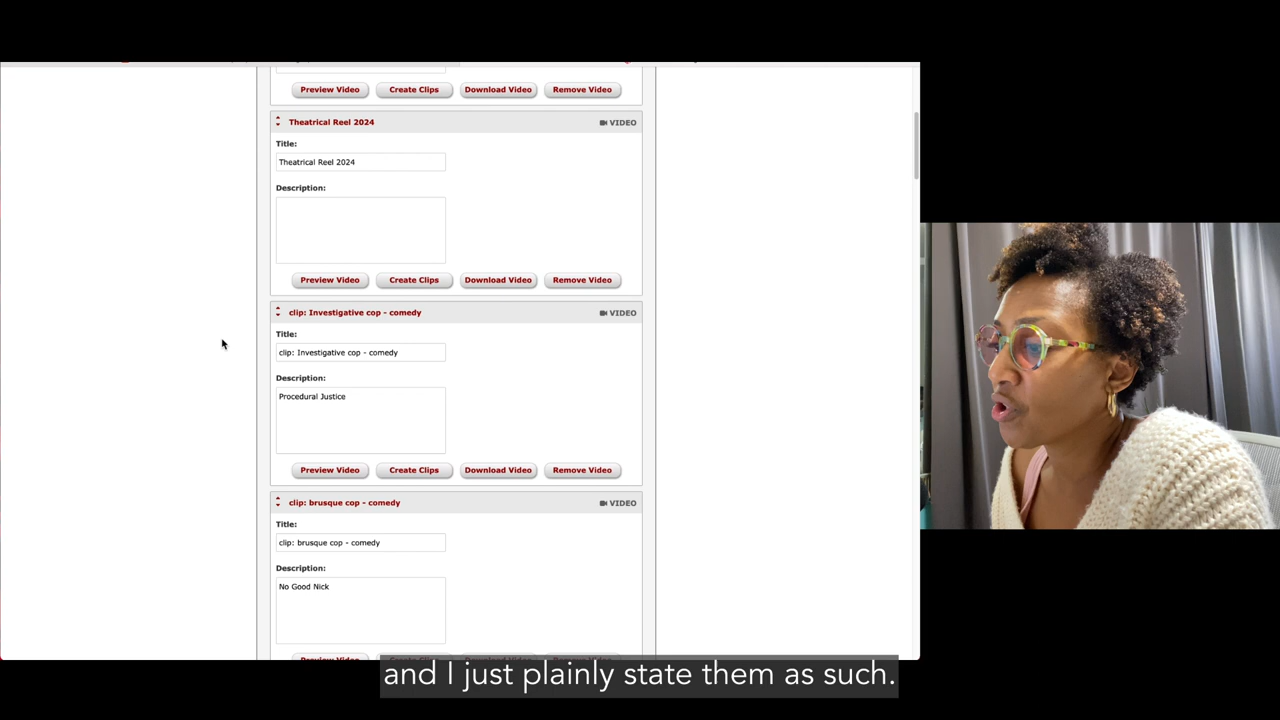 Preview Video Create Clips Download Video Remove Video
Theatrical Reel 2024 VIDEO
Title:
Theatrical Reel 2024
Description:
Preview Video Create Clips Download Video Remove Video
clip: Investigative cop - comedy VIDEO
Title:
clip: Investigative cop - comedy
Description:
Procedural Justice
Preview Video Create Clips Download Video Remove Video
clip: brusque cop - comedy VIDEO
Title:
clip: brusque cop - comedy
Description:
No Good Nick
Preview Video
and I just plainly state them as such.